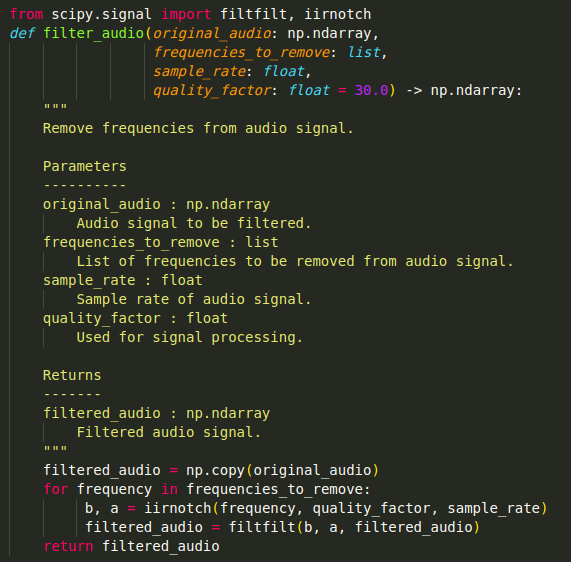 from scipy.signal import filtfilt, iirnotch
def filter_audio(original_audio: np.ndarray,
                 frequencies_to_remove: list,
                 sample_rate: float,
                 quality_factor: float = 30.0) -> np.ndarray:
    """
    Remove frequencies from audio signal.

    Parameters
    ----------
    original_audio : np.ndarray
        Audio signal to be filtered.
    frequencies_to_remove : list
        List of frequencies to be removed from audio signal.
    sample_rate : float
        Sample rate of audio signal.
    quality_factor : float
        Used for signal processing.

    Returns
    -------
    filtered_audio : np.ndarray
        Filtered audio signal.
    """
    filtered_audio = np.copy(original_audio)
    for frequency in frequencies_to_remove:
         b, a = iirnotch(frequency, quality_factor, sample_rate)
         filtered_audio = filtfilt(b, a, filtered_audio)
    return filtered_audio